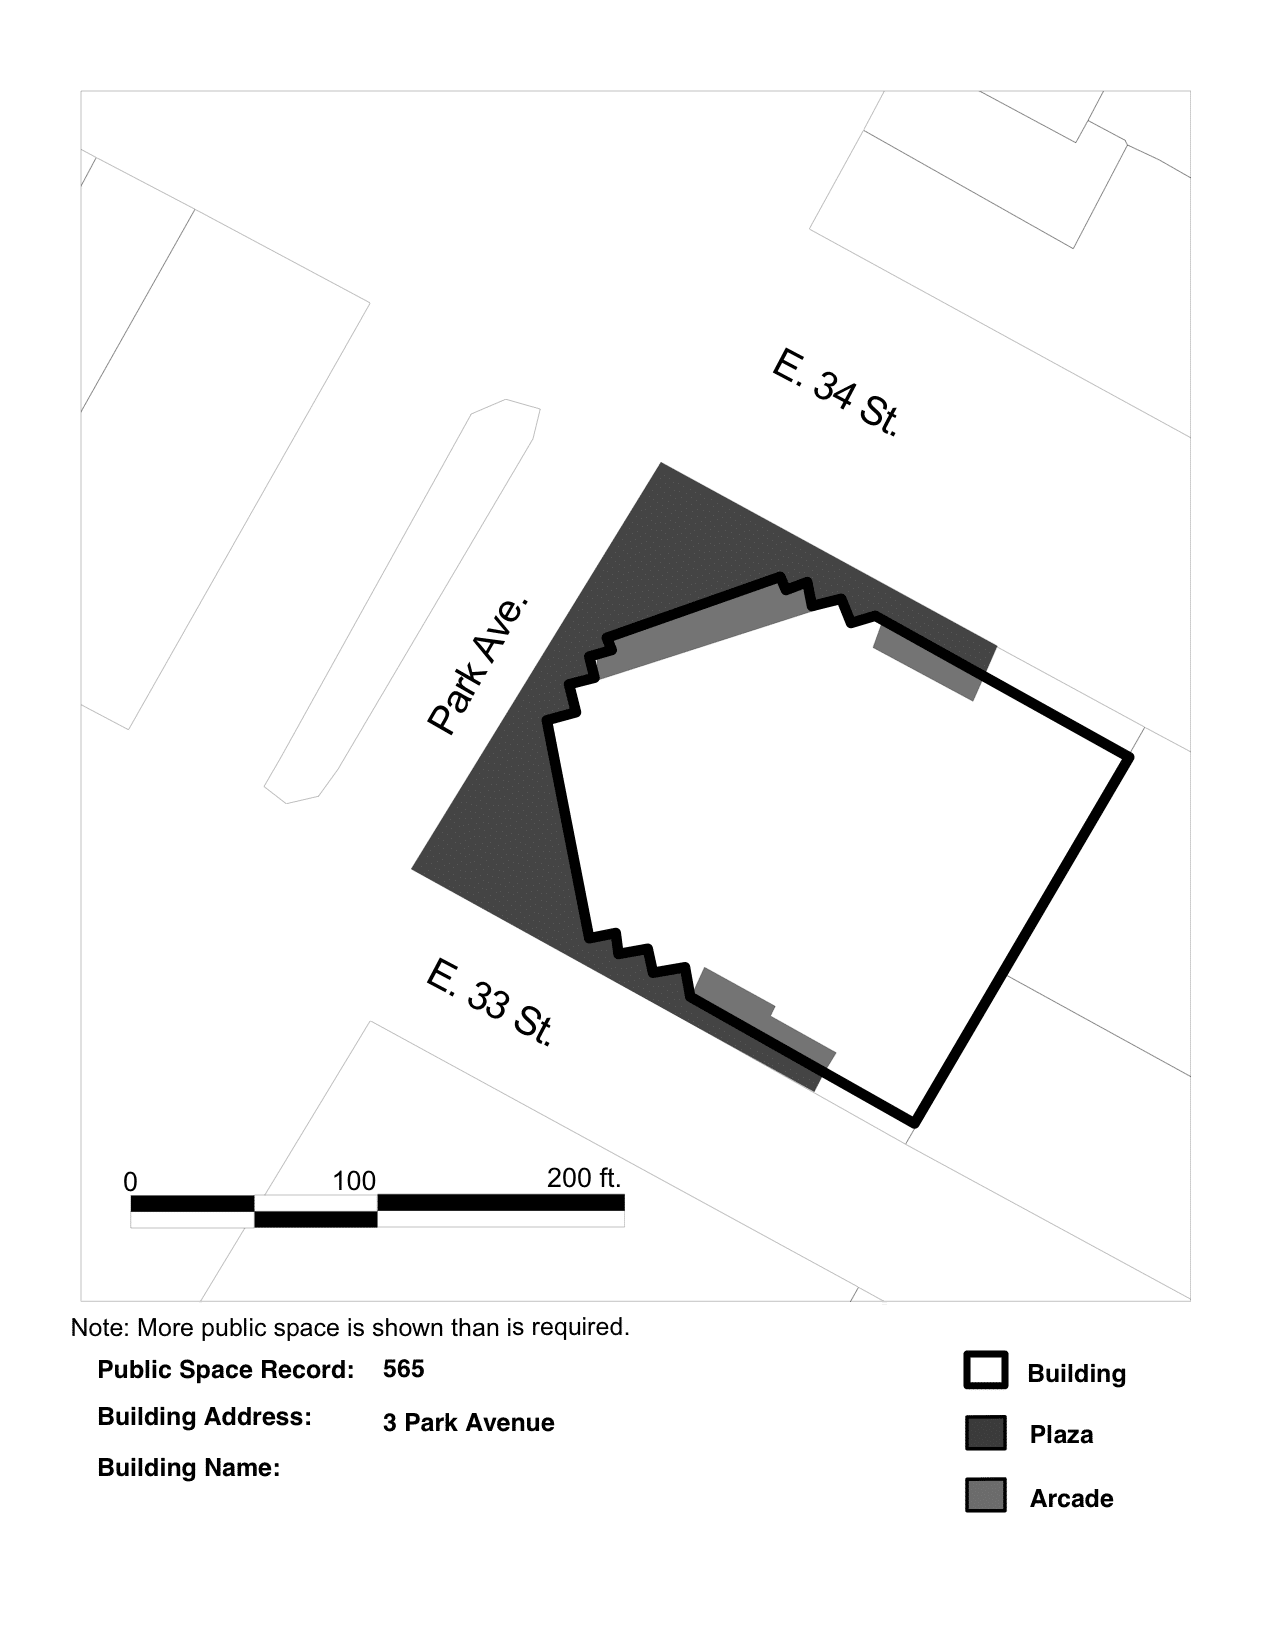 E. 34 St.
Park Ave.
E. 33 St.
0 100 200 ft.
Note: More public space is shown than is required.
Public Space Record: 565
Building Address: 3 Park Avenue
Building Name:
Building
Plaza
Arcade